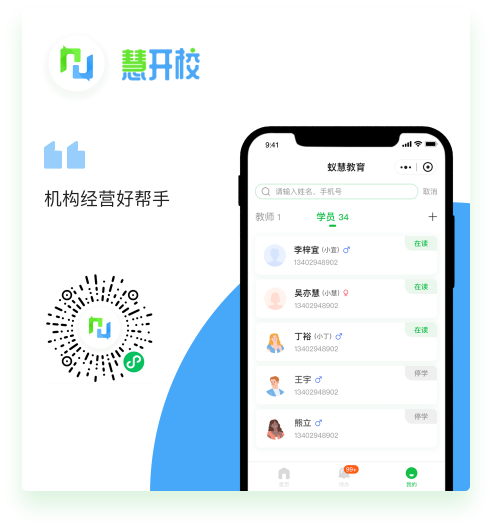 慧开校
机构经营好帮手
9:41
蚁慧教育
请输入姓名、手机号
取消
教师 1
学员 34
李梓宜 (小宜)
在读
13402948902
吴亦慧 (小慧)
在读
13402948902
丁裕 (小丁)
在读
13402948902
王宇
停学
13402948902
熊立
停学
13402948902
99+
首页
我的